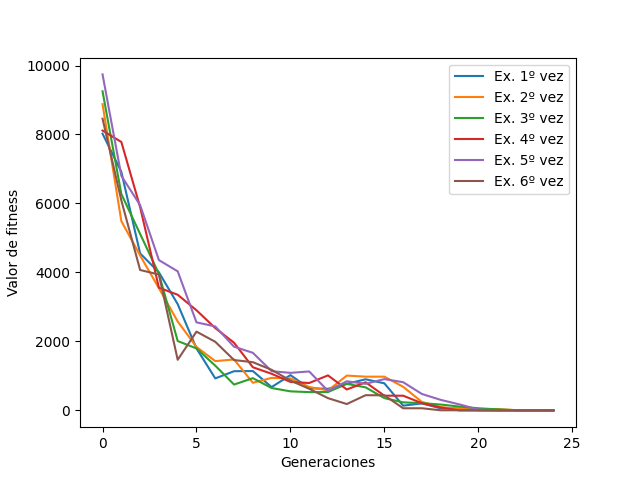 10000
8000
6000
4000
2000
0
Valor de fitness
0 5 10 15 20 25
Generaciones
Ex. 1º vez
Ex. 2º vez
Ex. 3º vez
Ex. 4º vez
Ex. 5º vez
Ex. 6º vez